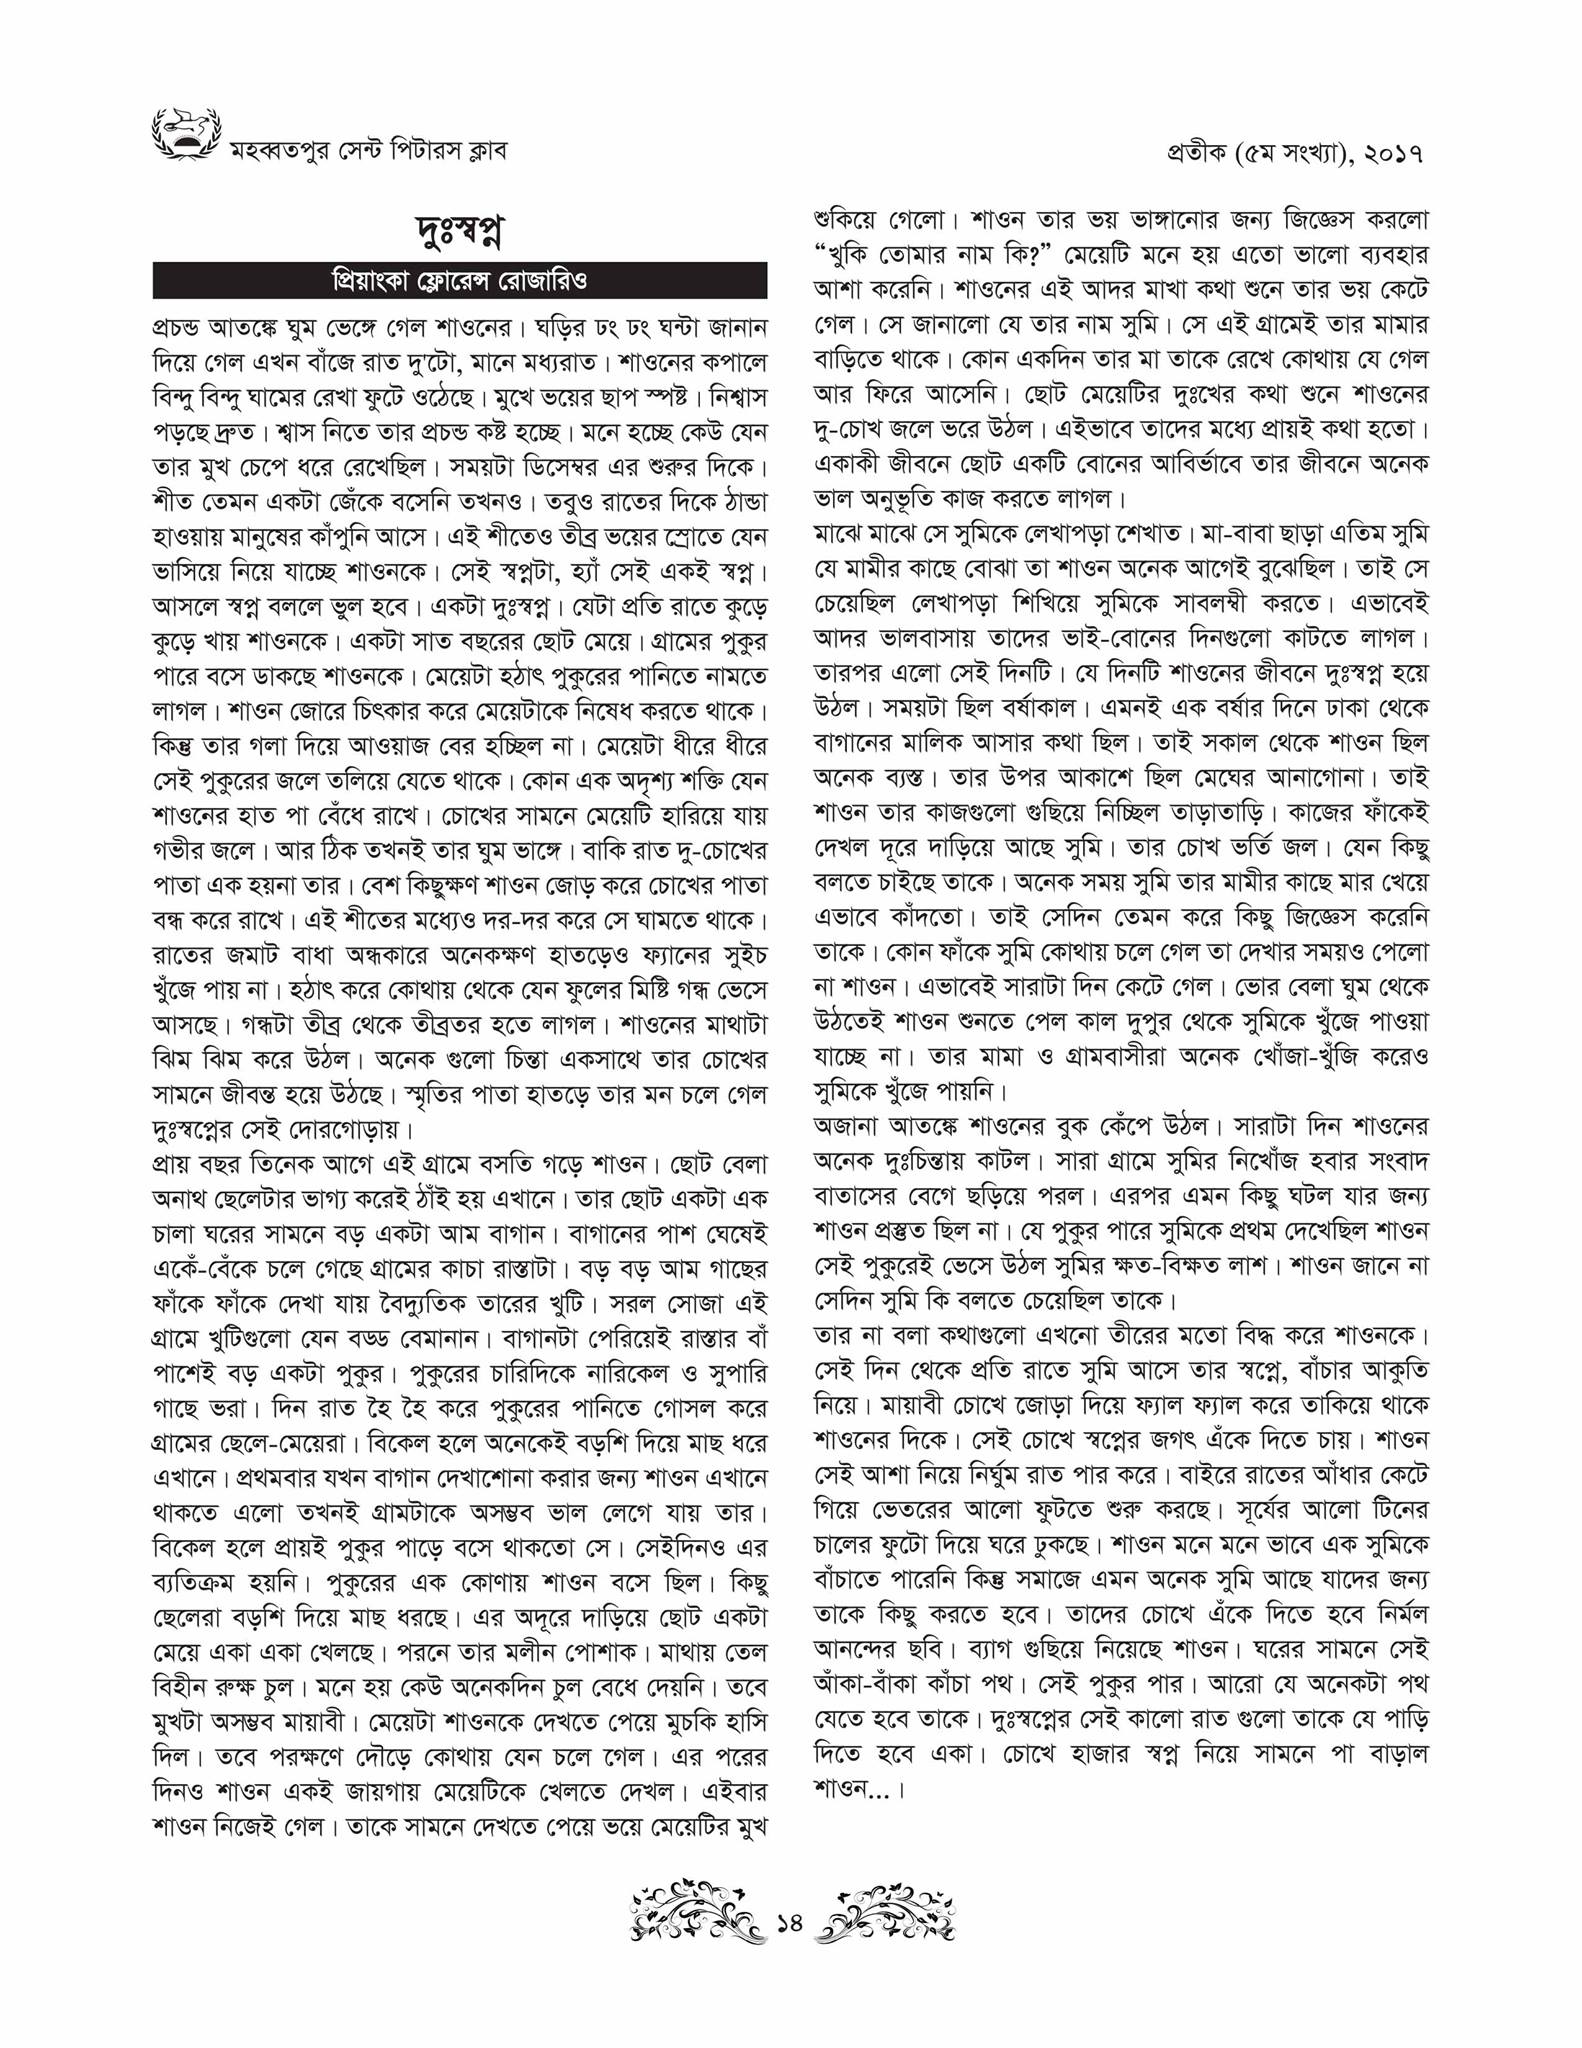 মহব্বতপুর সেন্ট পিটারস ক্লাব
প্রতীক (৫ম সংখ্যা), ২০১৭
দুঃস্বপ্ন
প্রিয়াংকা ফ্লোরেন্স রোজারিও
প্রচন্ড আতঙ্কে ঘুম ভেঙ্গে গেল শাওনের। ঘড়ির ঢং ঢং ঘন্টা জানান
দিয়ে গেল এখন বাঁজে রাত দু'টো, মানে মধ্যরাত। শাওনের কপালে
বিন্দু বিন্দু ঘামের রেখা ফুটে ওঠেছে। মুখে ভয়ের ছাপ স্পষ্ট। নিশ্বাস
পড়ছে দ্রুত। শ্বাস নিতে তার প্রচন্ড কষ্ট হচ্ছে। মনে হচ্ছে কেউ যেন
তার মুখ চেপে ধরে রেখেছিল। সময়টা ডিসেম্বর এর শুরুর দিকে।
শীত তেমন একটা জেঁকে বসেনি তখনও। তবুও রাতের দিকে ঠান্ডা
হাওয়ায় মানুষের কাঁপুনি আসে। এই শীতেও তীব্র ভয়ের স্রোতে যেন
ভাসিয়ে নিয়ে যাচ্ছে শাওনকে। সেই স্বপ্নটা, হ্যাঁ সেই একই স্বপ্ন।
আসলে স্বপ্ন বললে ভুল হবে। একটা দুঃস্বপ্ন। যেটা প্রতি রাতে কুড়ে
কুড়ে খায় শাওনকে। একটা সাত বছরের ছোট মেয়ে। গ্রামের পুকুর
পারে বসে ডাকছে শাওনকে। মেয়েটা হঠাৎ পুকুরের পানিতে নামতে
লাগল। শাওন জোরে চিৎকার করে মেয়েটাকে নিষেধ করতে থাকে।
কিন্তু তার গলা দিয়ে আওয়াজ বের হচ্ছিল না। মেয়েটা ধীরে ধীরে
সেই পুকুরের জলে তলিয়ে যেতে থাকে। কোন এক অদৃশ্য শক্তি যেন
শাওনের হাত পা বেঁধে রাখে। চোখের সামনে মেয়েটি হারিয়ে যায়
গভীর জলে। আর ঠিক তখনই তার ঘুম ভাঙ্গে। বাকি রাত দু-চোখের
পাতা এক হয়না তার। বেশ কিছুক্ষণ শাওন জোড় করে চোখের পাতা
বন্ধ করে রাখে। এই শীতের মধ্যেও দর-দর করে সে ঘামতে থাকে।
রাতের জমাট বাধা অন্ধকারে অনেকক্ষণ হাতড়েও ফ্যানের সুইচ
খুঁজে পায় না। হঠাৎ করে কোথায় থেকে যেন ফুলের মিষ্টি গন্ধ ভেসে
আসছে। গন্ধটা তীব্র থেকে তীব্রতর হতে লাগল। শাওনের মাথাটা
ঝিম ঝিম করে উঠল। অনেক গুলো চিন্তা একসাথে তার চোখের
সামনে জীবন্ত হয়ে উঠছে। স্মৃতির পাতা হাতড়ে তার মন চলে গেল
দুঃস্বপ্নের সেই দোরগোড়ায়।
প্রায় বছর তিনেক আগে এই গ্রামে বসতি গড়ে শাওন। ছোট বেলা
অনাথ ছেলেটার ভাগ্য করেই ঠাঁই হয় এখানে। তার ছোট একটা এক
চালা ঘরের সামনে বড় একটা আম বাগান। বাগানের পাশ ঘেষেই
একেঁ-বেঁকে চলে গেছে গ্রামের কাচা রাস্তাটা। বড় বড় আম গাছের
ফাঁকে ফাঁকে দেখা যায় বৈদ্যুতিক তারের খুটি। সরল সোজা এই
গ্রামে খুটিগুলো যেন বড্ড বেমানান। বাগানটা পেরিয়েই রাস্তার বাঁ
পাশেই বড় একটা পুকুর। পুকুরের চারিদিকে নারিকেল ও সুপারি
গাছে ভরা। দিন রাত হৈ হৈ করে পুকুরের পানিতে গোসল করে
গ্রামের ছেলে-মেয়েরা। বিকেল হলে অনেকেই বড়শি দিয়ে মাছ ধরে
এখানে। প্রথমবার যখন বাগান দেখাশোনা করার জন্য শাওন এখানে
থাকতে এলো তখনই গ্রামটাকে অসম্ভব ভাল লেগে যায় তার।
বিকেল হলে প্রায়ই পুকুর পাড়ে বসে থাকতো সে। সেইদিনও এর
ব্যতিক্রম হয়নি। পুকুরের এক কোণায় শাওন বসে ছিল। কিছু
ছেলেরা বড়শি দিয়ে মাছ ধরছে। এর অদূরে দাড়িয়ে ছোট একটা
মেয়ে একা একা খেলছে। পরনে তার মলীন পোশাক। মাথায় তেল
বিহীন রুক্ষ চুল। মনে হয় কেউ অনেকদিন চুল বেধে দেয়নি। তবে
মুখটা অসম্ভব মায়াবী। মেয়েটা শাওনকে দেখতে পেয়ে মুচকি হাসি
দিল। তবে পরক্ষণে দৌড়ে কোথায় যেন চলে গেল। এর পরের
দিনও শাওন একই জায়গায় মেয়েটিকে খেলতে দেখল। এইবার
শাওন নিজেই গেল। তাকে সামনে দেখতে পেয়ে ভয়ে মেয়েটির মুখ
শুকিয়ে গেলো। শাওন তার ভয় ভাঙ্গানোর জন্য জিজ্ঞেস করলো
“খুকি তোমার নাম কি?” মেয়েটি মনে হয় এতো ভালো ব্যবহার
আশা করেনি। শাওনের এই আদর মাখা কথা শুনে তার ভয় কেটে
গেল। সে জানালো যে তার নাম সুমি। সে এই গ্রামেই তার মামার
বাড়িতে থাকে। কোন একদিন তার মা তাকে রেখে কোথায় যে গেল
আর ফিরে আসেনি। ছোট মেয়েটির দুঃখের কথা শুনে শাওনের
দু-চোখ জলে ভরে উঠল। এইভাবে তাদের মধ্যে প্রায়ই কথা হতো।
একাকী জীবনে ছোট একটি বোনের আবির্ভাবে তার জীবনে অনেক
ভাল অনুভূতি কাজ করতে লাগল।
মাঝে মাঝে সে সুমিকে লেখাপড়া শেখাত। মা-বাবা ছাড়া এতিম সুমি
যে মামীর কাছে বোঝা তা শাওন অনেক আগেই বুঝেছিল। তাই সে
চেয়েছিল লেখাপড়া শিখিয়ে সুমিকে সাবলম্বী করতে। এভাবেই
আদর ভালবাসায় তাদের ভাই-বোনের দিনগুলো কাটতে লাগল।
তারপর এলো সেই দিনটি। যে দিনটি শাওনের জীবনে দুঃস্বপ্ন হয়ে
উঠল। সময়টা ছিল বর্ষাকাল। এমনই এক বর্ষার দিনে ঢাকা থেকে
বাগানের মালিক আসার কথা ছিল। তাই সকাল থেকে শাওন ছিল
অনেক ব্যস্ত। তার উপর আকাশে ছিল মেঘের আনাগোনা। তাই
শাওন তার কাজগুলো গুছিয়ে নিচ্ছিল তাড়াতাড়ি। কাজের ফাঁকেই
দেখল দূরে দাড়িয়ে আছে সুমি। তার চোখ ভর্তি জল। যেন কিছু
বলতে চাইছে তাকে। অনেক সময় সুমি তার মামীর কাছে মার খেয়ে
এভাবে কাঁদতো। তাই সেদিন তেমন করে কিছু জিজ্ঞেস করেনি
তাকে। কোন ফাঁকে সুমি কোথায় চলে গেল তা দেখার সময়ও পেলো
না শাওন। এভাবেই সারাটা দিন কেটে গেল। ভোর বেলা ঘুম থেকে
উঠতেই শাওন শুনতে পেল কাল দুপুর থেকে সুমিকে খুঁজে পাওয়া
যাচ্ছে না। তার মামা ও গ্রামবাসীরা অনেক খোঁজা-খুঁজি করেও
সুমিকে খুঁজে পায়নি।
অজানা আতঙ্কে শাওনের বুক কেঁপে উঠল। সারাটা দিন শাওনের
অনেক দুঃচিন্তায় কাটল। সারা গ্রামে সুমির নিখোঁজ হবার সংবাদ
বাতাসের বেগে ছড়িয়ে পরল। এরপর এমন কিছু ঘটল যার জন্য
শাওন প্রস্তুত ছিল না। যে পুকুর পারে সুমিকে প্রথম দেখেছিল শাওন
সেই পুকুরেই ভেসে উঠল সুমির ক্ষত-বিক্ষত লাশ। শাওন জানে না
সেদিন সুমি কি বলতে চেয়েছিল তাকে।
তার না বলা কথাগুলো এখনো তীরের মতো বিদ্ধ করে শাওনকে।
সেই দিন থেকে প্রতি রাতে সুমি আসে তার স্বপ্নে, বাঁচার আকুতি
নিয়ে। মায়াবী চোখে জোড়া দিয়ে ফ্যাল ফ্যাল করে তাকিয়ে থাকে
শাওনের দিকে। সেই চোখে স্বপ্নের জগৎ এঁকে দিতে চায়। শাওন
সেই আশা নিয়ে নির্ঘুম রাত পার করে। বাইরে রাতের আঁধার কেটে
গিয়ে ভেতরের আলো ফুটতে শুরু করছে। সূর্যের আলো টিনের
চালের ফুটো দিয়ে ঘরে ঢুকছে। শাওন মনে মনে ভাবে এক সুমিকে
বাঁচাতে পারেনি কিন্তু সমাজে এমন অনেক সুমি আছে যাদের জন্য
তাকে কিছু করতে হবে। তাদের চোখে এঁকে দিতে হবে নির্মল
আনন্দের ছবি। ব্যাগ গুছিয়ে নিয়েছে শাওন। ঘরের সামনে সেই
আঁকা-বাঁকা কাঁচা পথ। সেই পুকুর পার। আরো যে অনেকটা পথ
যেতে হবে তাকে। দুঃস্বপ্নের সেই কালো রাত গুলো তাকে যে পাড়ি
দিতে হবে একা। চোখে হাজার স্বপ্ন নিয়ে সামনে পা বাড়াল
শাওন...।
১৪